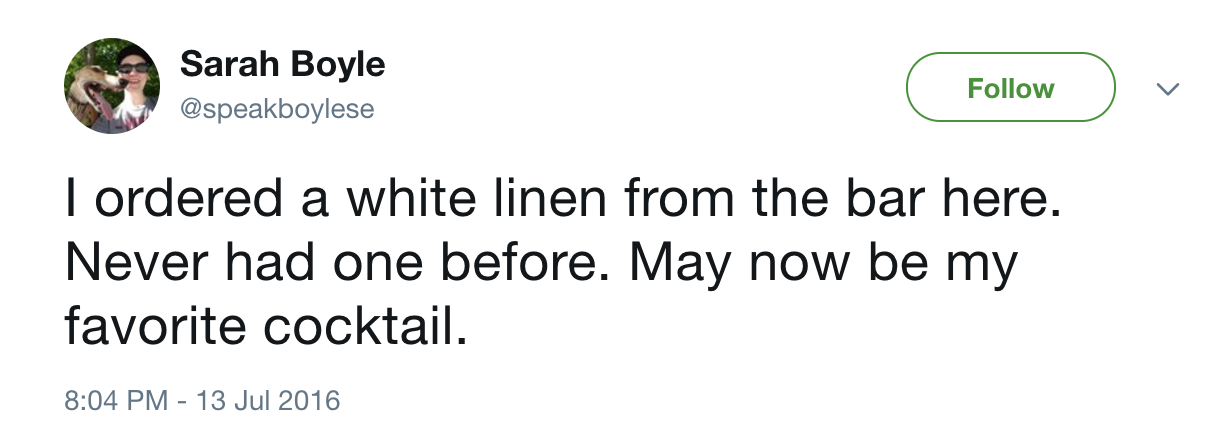 Sarah Boyle
@speakboylese
Follow
I ordered a white linen from the bar here.
Never had one before. May now be my
favorite cocktail.
8:04 PM - 13 Jul 2016